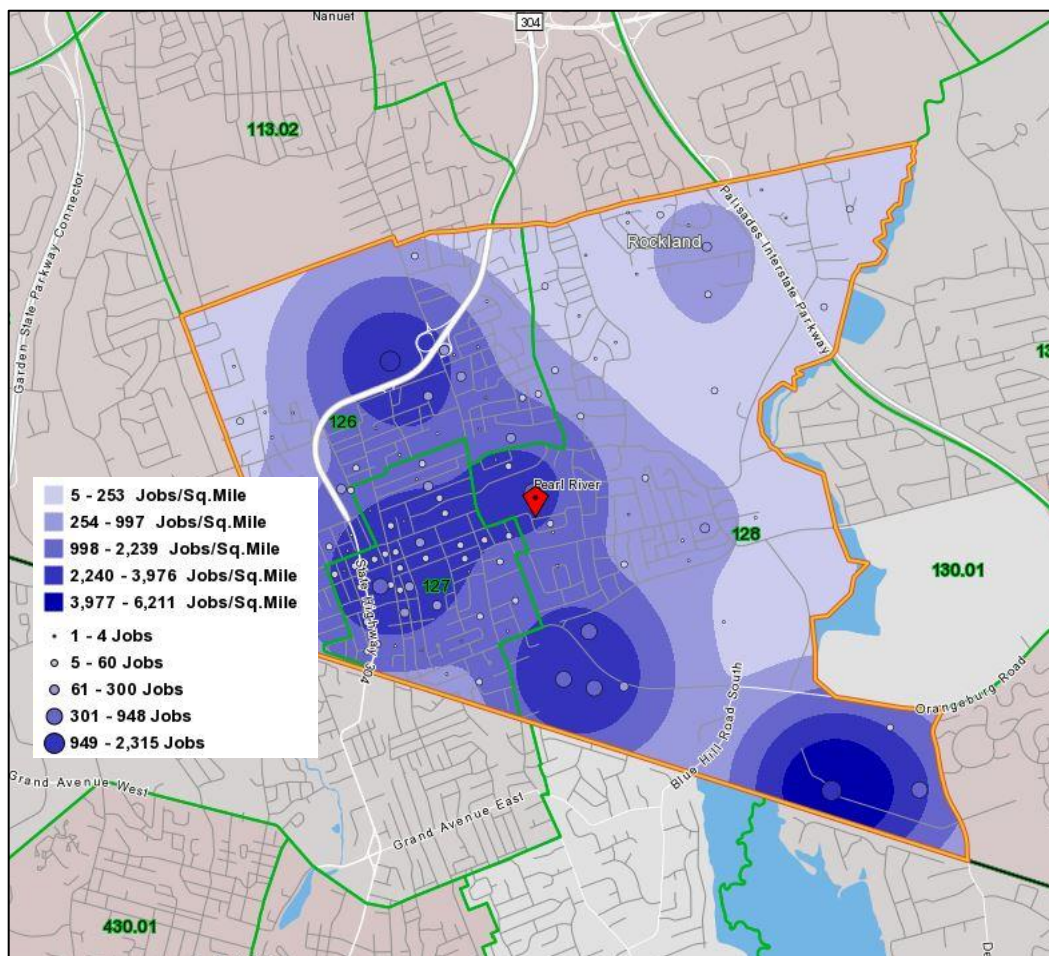 Nanuet
304
113.02
Garden State Parkway Connector
Rockland
Palisades Interstate Parkway
13
126
Pearl River
128
130.01
127
State Highway 304
5 - 253 Jobs/Sq.Mile
254 - 997 Jobs/Sq.Mile
998 - 2,239 Jobs/Sq.Mile
2,240 - 3,976 Jobs/Sq.Mile
3,977 - 6,211 Jobs/Sq.Mile
1 - 4 Jobs
5 - 60 Jobs
61 - 300 Jobs
301 - 948 Jobs
949 - 2,315 Jobs
Orangeburg Road
Blue Hill Road South
Grand Avenue West
Grand Avenue East
430.01
De